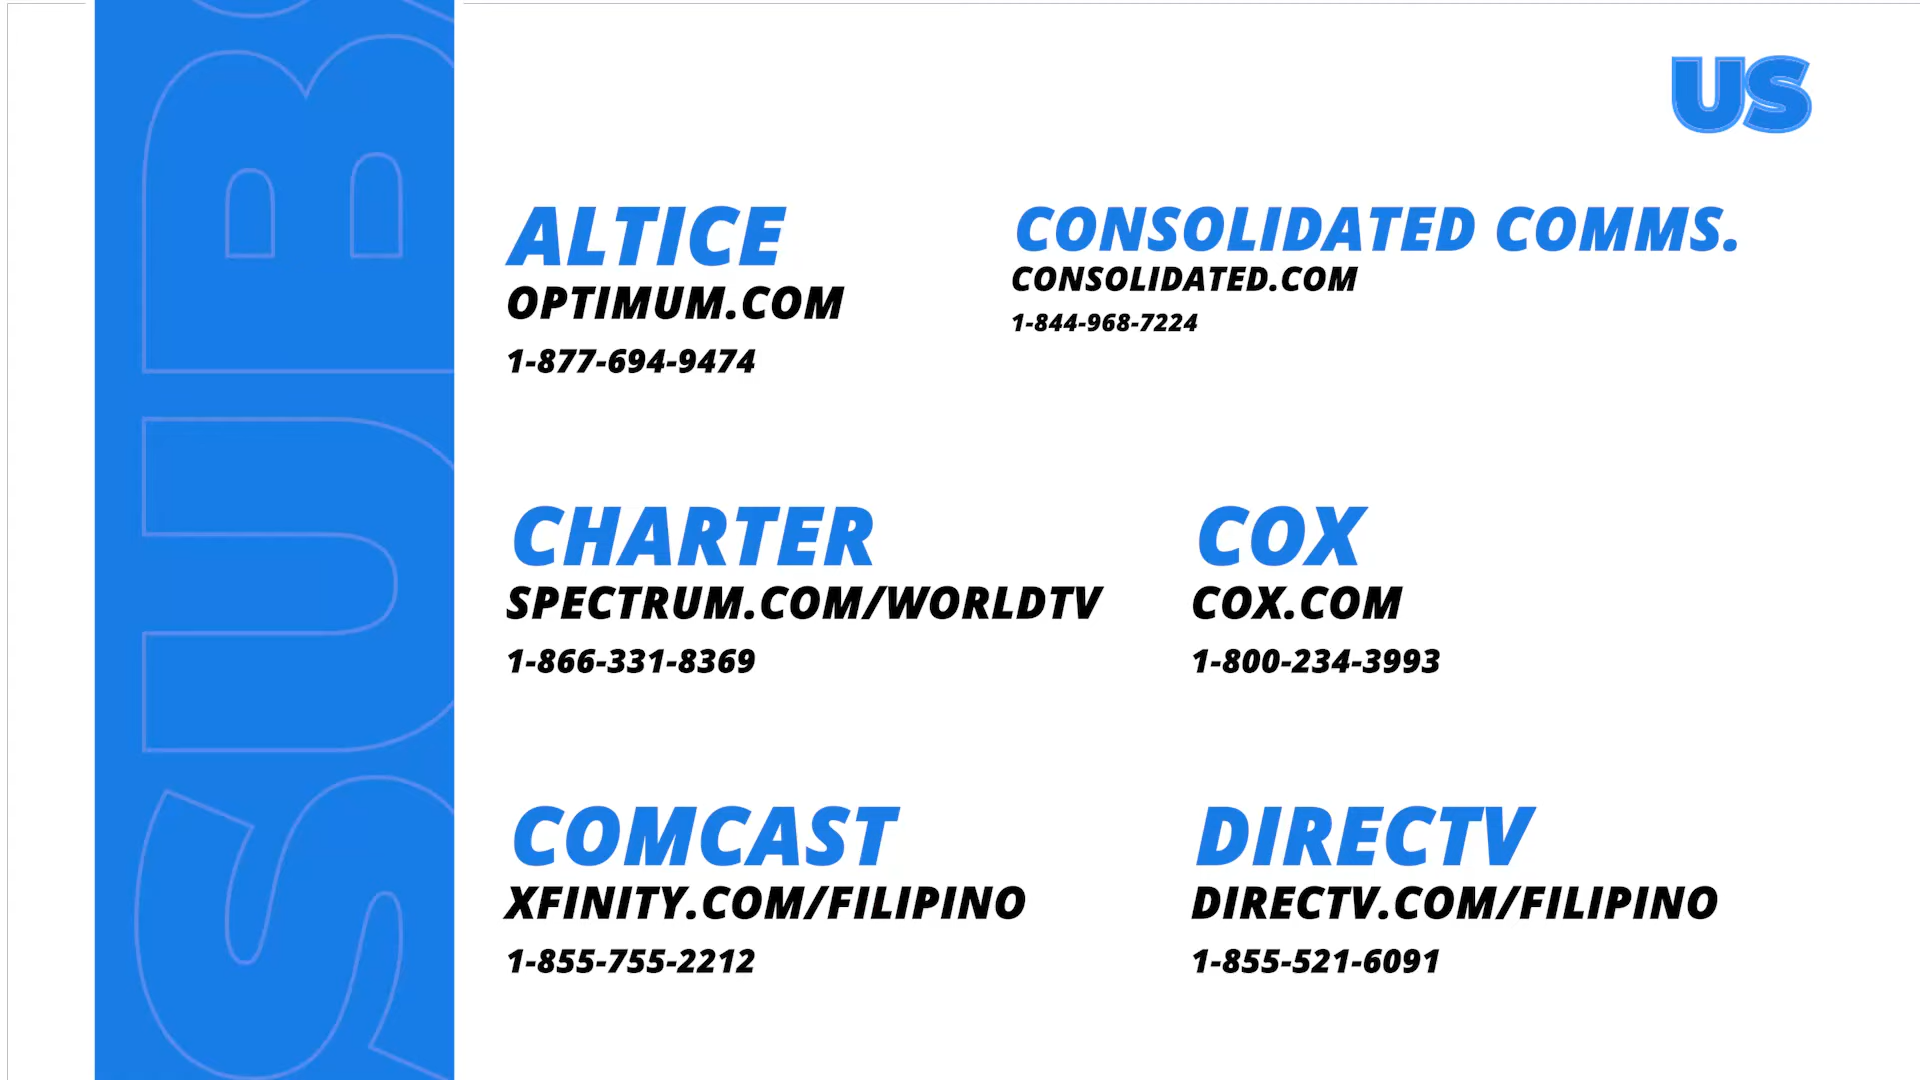 US
ALTICE
OPTIMUM.COM
1-877-694-9474
CONSOLIDATED COMMS.
CONSOLIDATED.COM
1-844-968-7224
CHARTER
SPECTRUM.COM/WORLDTV
1-866-331-8369
COX
COX.COM
1-800-234-3993
COMCAST
XFINITY.COM/FILIPINO
1-855-755-2212
DIRECTV
DIRECTV.COM/FILIPINO
1-855-521-6091
SUB